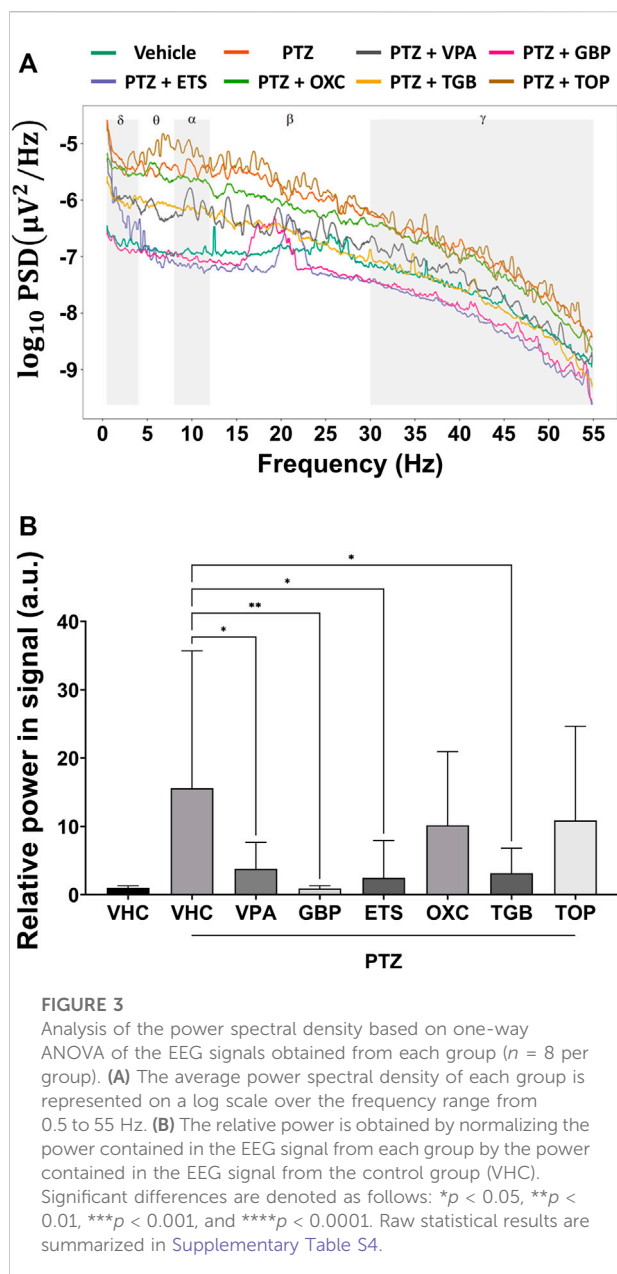 A
Vehicle PTZ PTZ + VPA PTZ + GBP
PTZ + ETS PTZ + OXC PTZ + TGB PTZ + TOP
δ θ α β γ
log₁₀ PSD(μV²/Hz)
-5
-6
-7
-8
-9
0 5 10 15 20 25 30 35 40 45 50 55
Frequency (Hz)
B
Relative power in signal (a.u.)
*
*
**
*
40
30
20
10
0
VHC VHC VPA GBP ETS OXC TGB TOP
PTZ
FIGURE 3
Analysis of the power spectral density based on one-way
ANOVA of the EEG signals obtained from each group (n = 8 per
group). (A) The average power spectral density of each group is
represented on a log scale over the frequency range from
0.5 to 55 Hz. (B) The relative power is obtained by normalizing the
power contained in the EEG signal from each group by the power
contained in the EEG signal from the control group (VHC).
Significant differences are denoted as follows: *p < 0.05, **p <
0.01, ***p < 0.001, and ****p < 0.0001. Raw statistical results are
summarized in Supplementary Table S4.